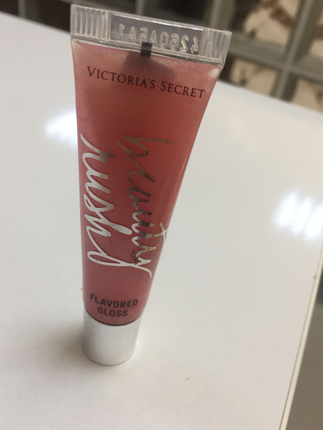 VICTORIA'S SECRET
beauty
rush
FLAVORED
GLOSS